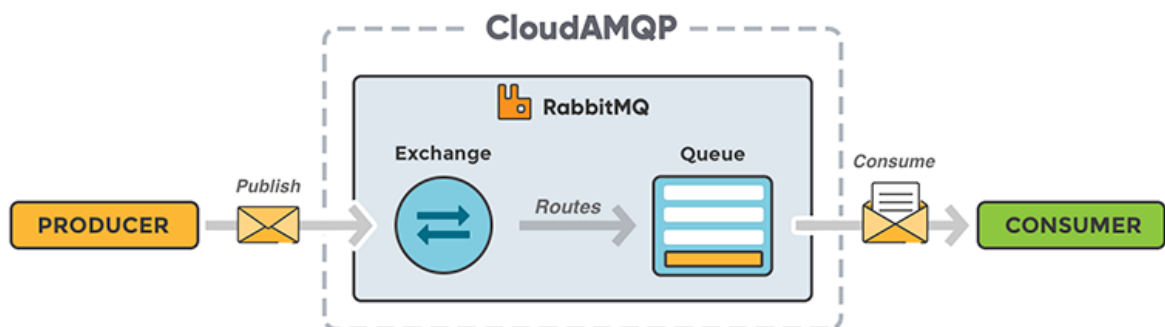 CloudAMQP
RabbitMQ
Exchange
Queue
Consume
Publish
Routes
PRODUCER
CONSUMER